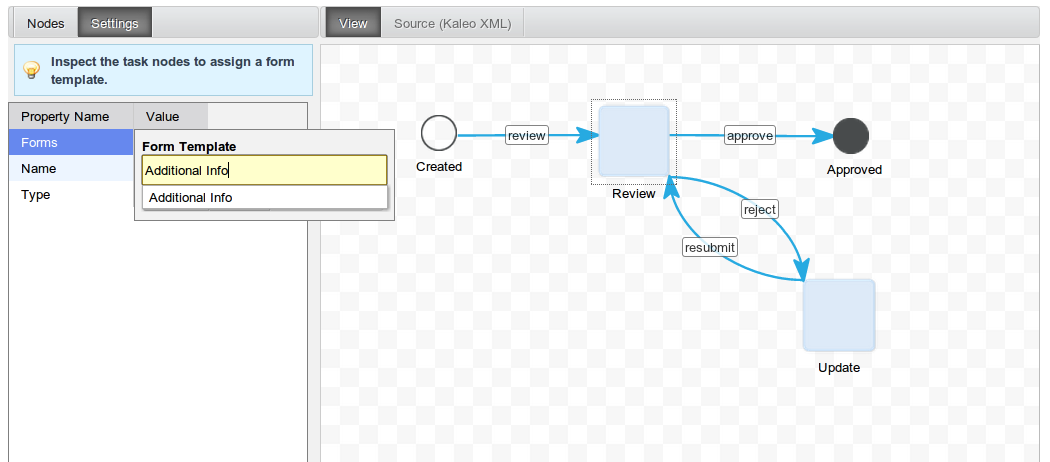 Nodes
Settings
View
Source (Kaleo XML)
Inspect the task nodes to assign a form
template.
Property Name
Value
Forms
Name
Type
Form Template
Additional Info
Additional Info
Created
review
Review
approve
Approved
reject
resubmit
Update